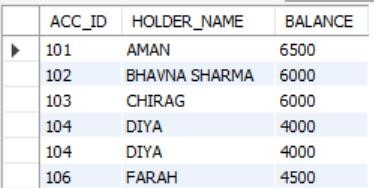 ACC_ID HOLDER_NAME BALANCE
101 AMAN 6500
102 BHAVNA SHARMA 6000
103 CHIRAG 6000
104 DIYA 4000
104 DIYA 4000
106 FARAH 4500